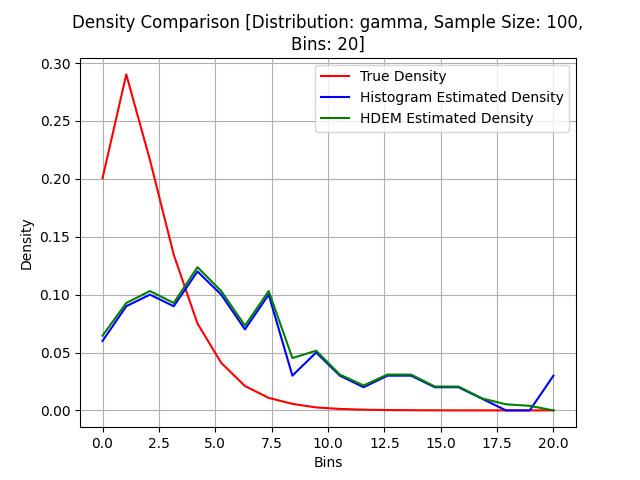 Density Comparison [Distribution: gamma, Sample Size: 100,
Bins: 20]
True Density
Histogram Estimated Density
HDEM Estimated Density
Density
0.30
0.25
0.20
0.15
0.10
0.05
0.00
0.0 2.5 5.0 7.5 10.0 12.5 15.0 17.5 20.0
Bins